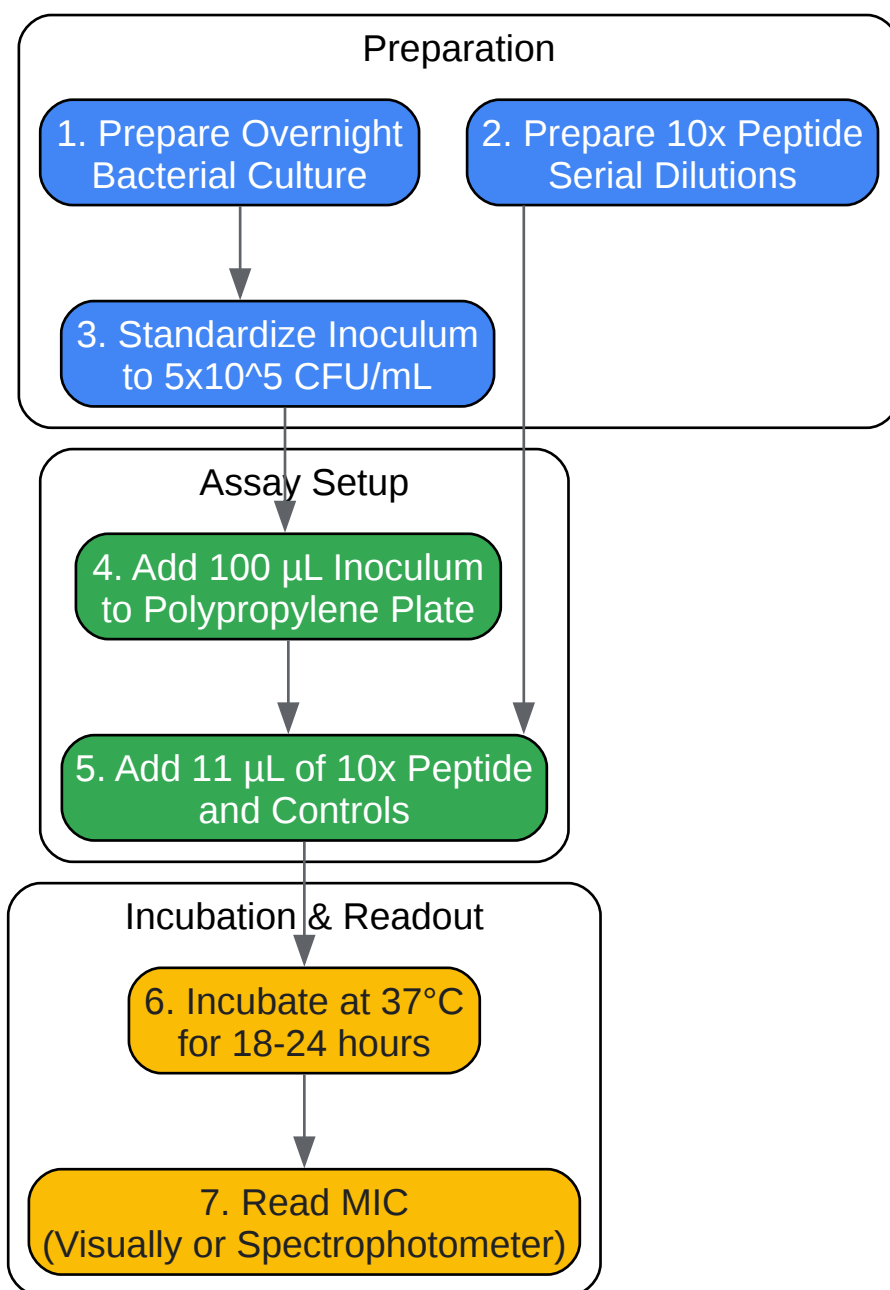 Preparation
1. Prepare Overnight
Bacterial Culture
2. Prepare 10x Peptide
Serial Dilutions
3. Standardize Inoculum
to 5x10^5 CFU/mL
Assay Setup
4. Add 100 µL Inoculum
to Polypropylene Plate
5. Add 11 µL of 10x Peptide
and Controls
Incubation & Readout
6. Incubate at 37°C
for 18-24 hours
7. Read MIC
(Visually or Spectrophotometer)